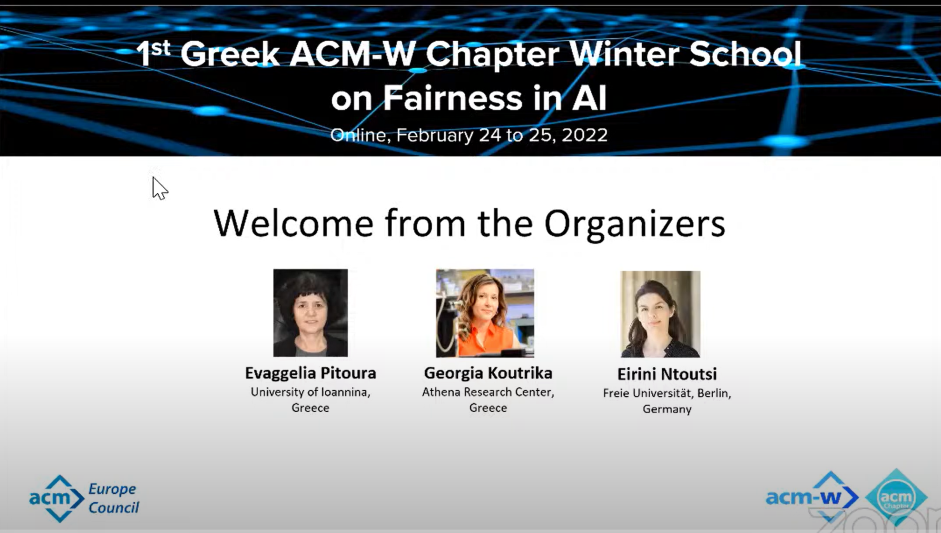 1st Greek ACM-W Chapter Winter School
on Fairness in AI
Online, February 24 to 25, 2022
Welcome from the Organizers
Evaggelia Pitoura
University of Ioannina,
Greece
Georgia Koutrika
Athena Research Center,
Greece
Eirini Ntoutsi
Freie Universität, Berlin,
Germany
acm Europe
Council
acm-w
acm
Chapter
zoom